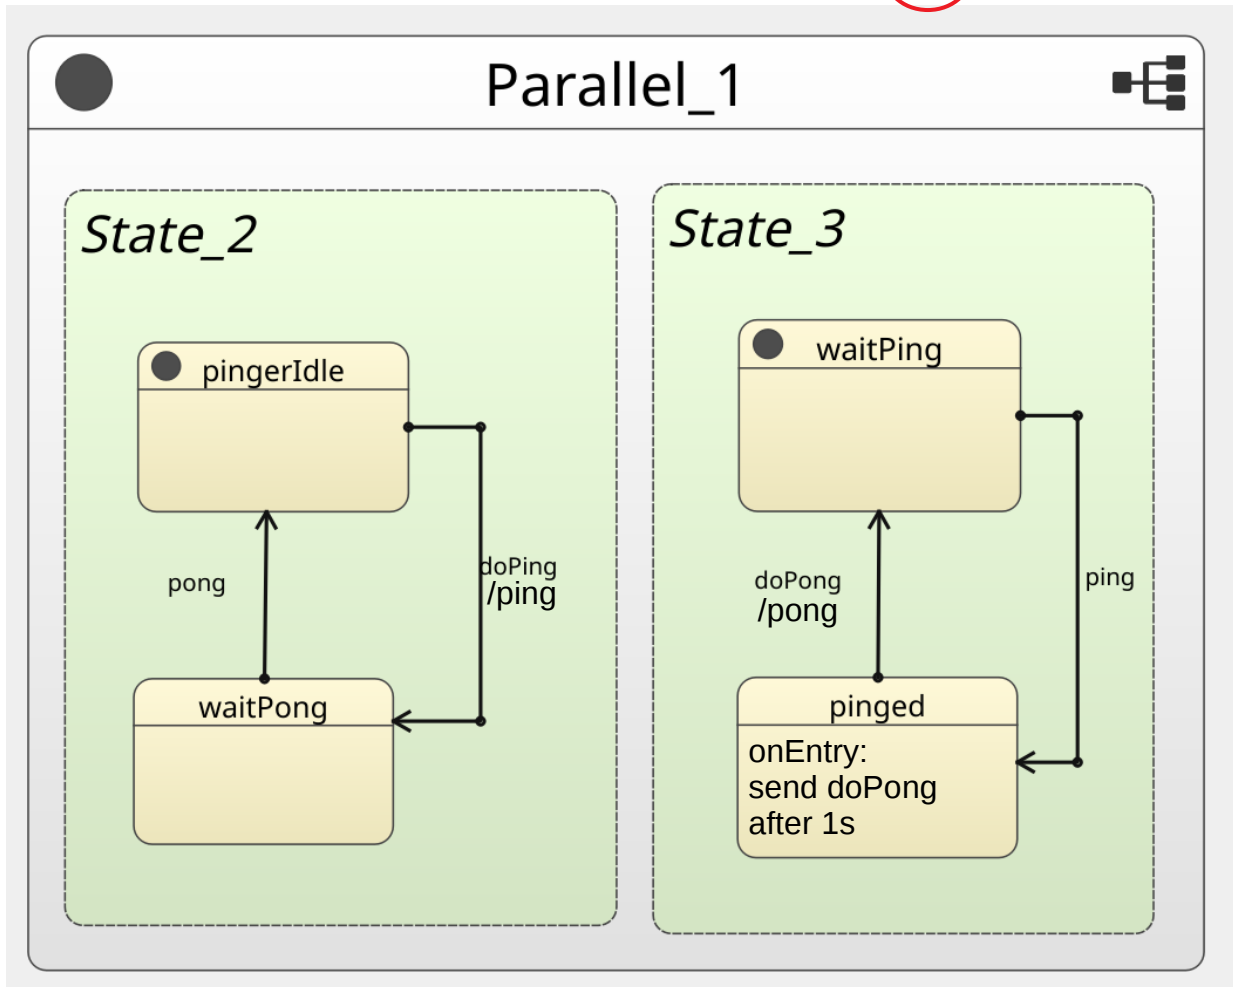 Parallel_1
State_2
pingerIdle
doPing
/ping
pong
waitPong
State_3
waitPing
ping
doPong
/pong
pinged
onEntry:
send doPong
after 1s